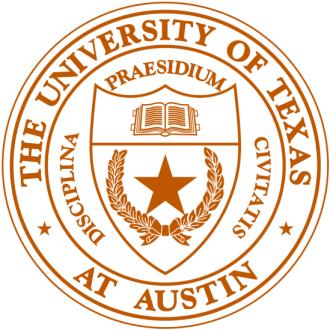 THE UNIVERSITY OF TEXAS
AT AUSTIN
PRAESIDIUM
DISCIPLINA
CIVITATIS